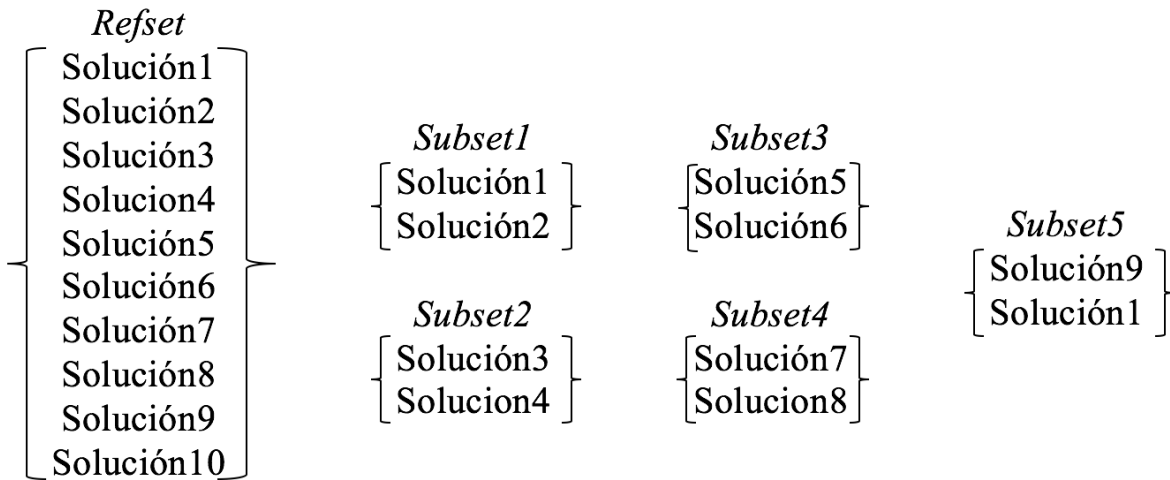 Refset
Solución1
Solución2
Solución3
Solucion4
Solución5
Solución6
Solución7
Solución8
Solución9
Solución10
Subset1
Solución1
Solución2
Subset2
Solución3
Solucion4
Subset3
Solución5
Solución6
Subset4
Solución7
Solucion8
Subset5
Solución9
Solución1